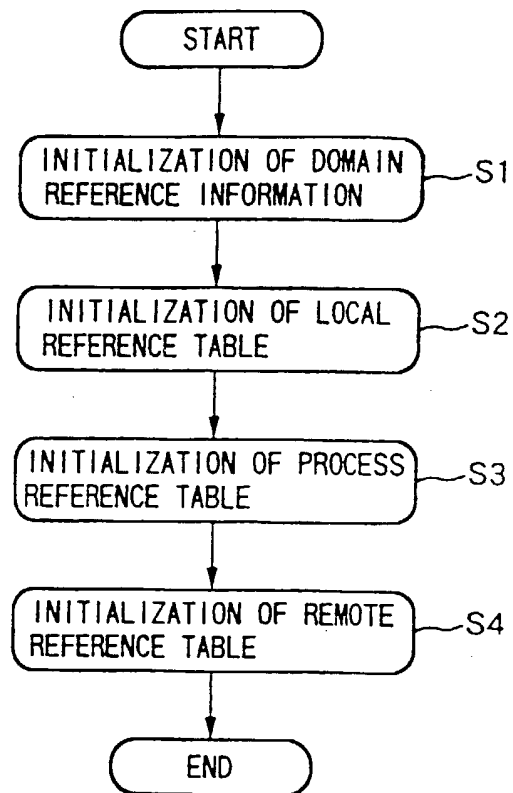 START
INITIALIZATION OF DOMAIN
REFERENCE INFORMATION
S1
INITIALIZATION OF LOCAL
REFERENCE TABLE
S2
INITIALIZATION OF PROCESS
REFERENCE TABLE
S3
INITIALIZATION OF REMOTE
REFERENCE TABLE
S4
END